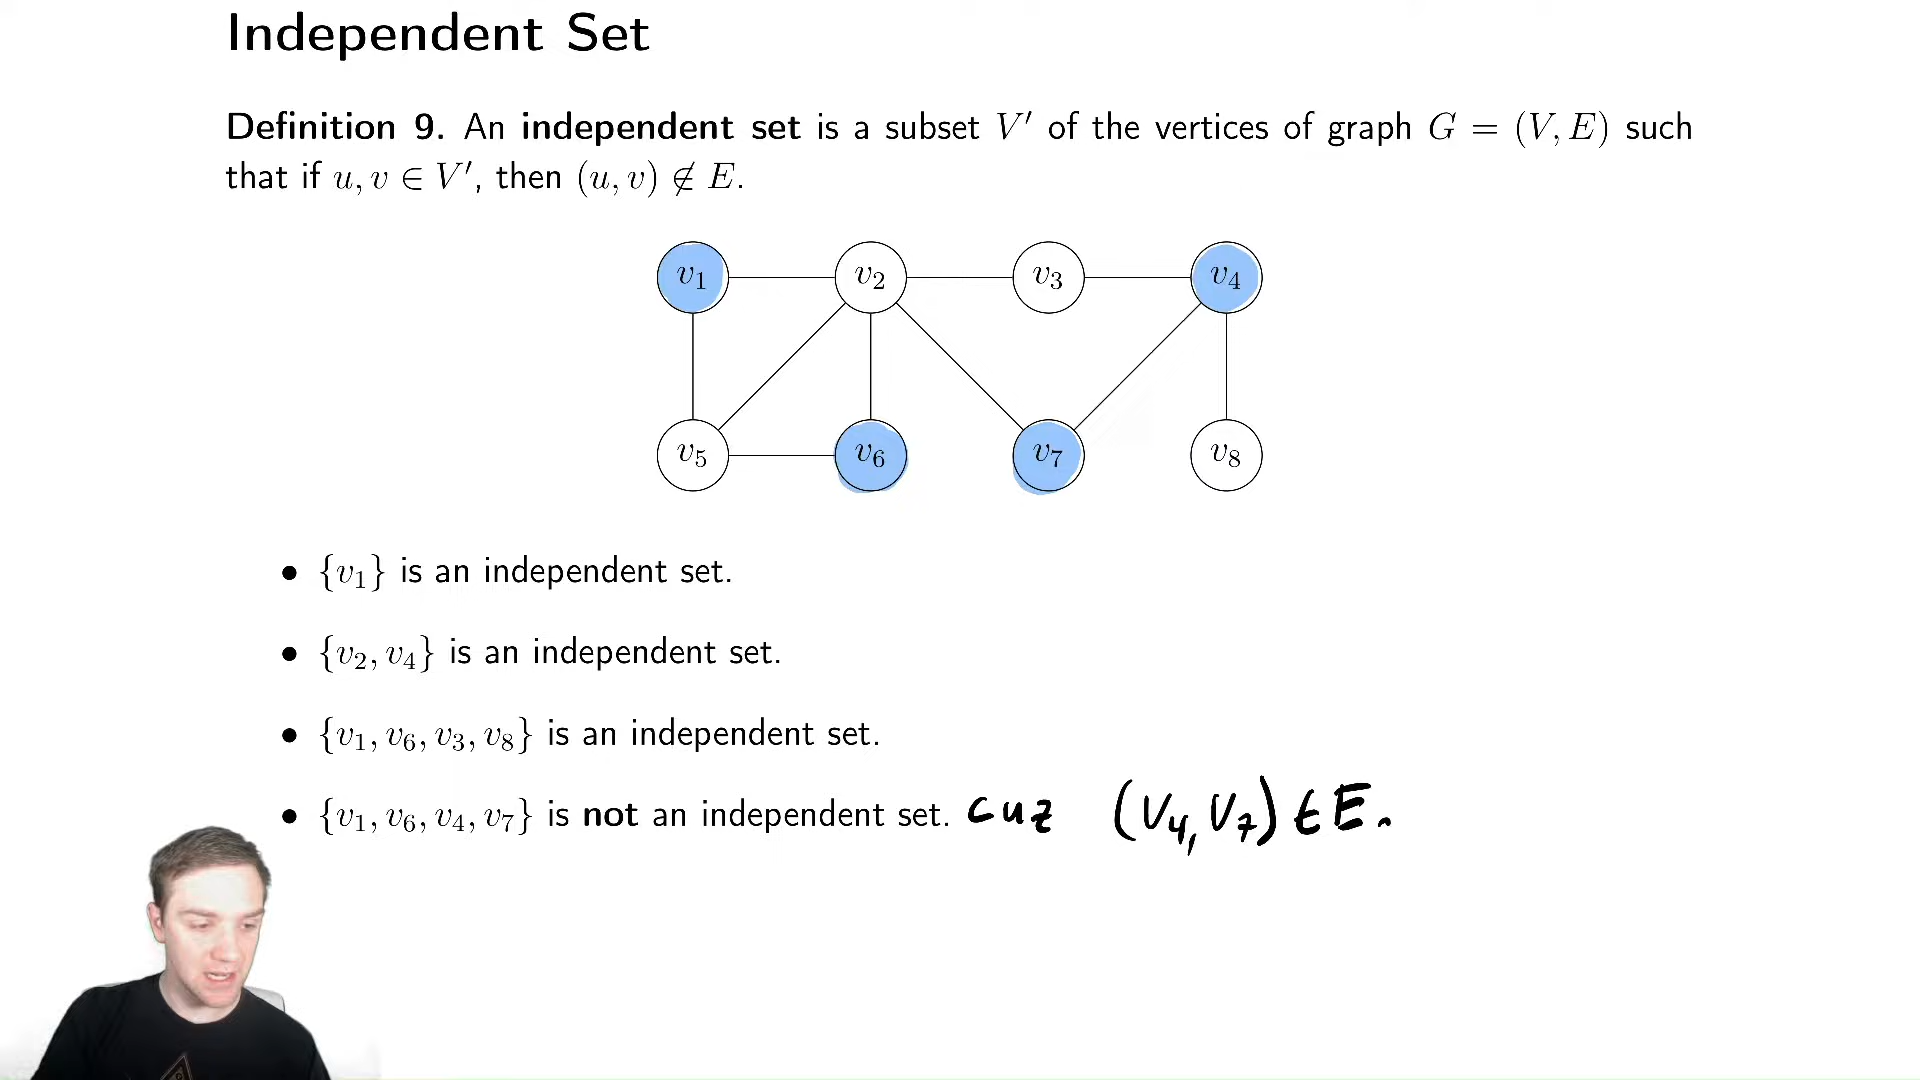 Independent Set
Definition 9. An independent set is a subset V′ of the vertices of graph G = (V, E) such
that if u, v ∈ V′, then (u, v) ∉ E.
v₁ v₂ v₃ v₄
v₅ v₆ v₇ v₈
• {v₁} is an independent set.
• {v₂, v₄} is an independent set.
• {v₁, v₆, v₃, v₈} is an independent set.
• {v₁, v₆, v₄, v₇} is not an independent set. cuz (V₄, V₇) ∈ E.